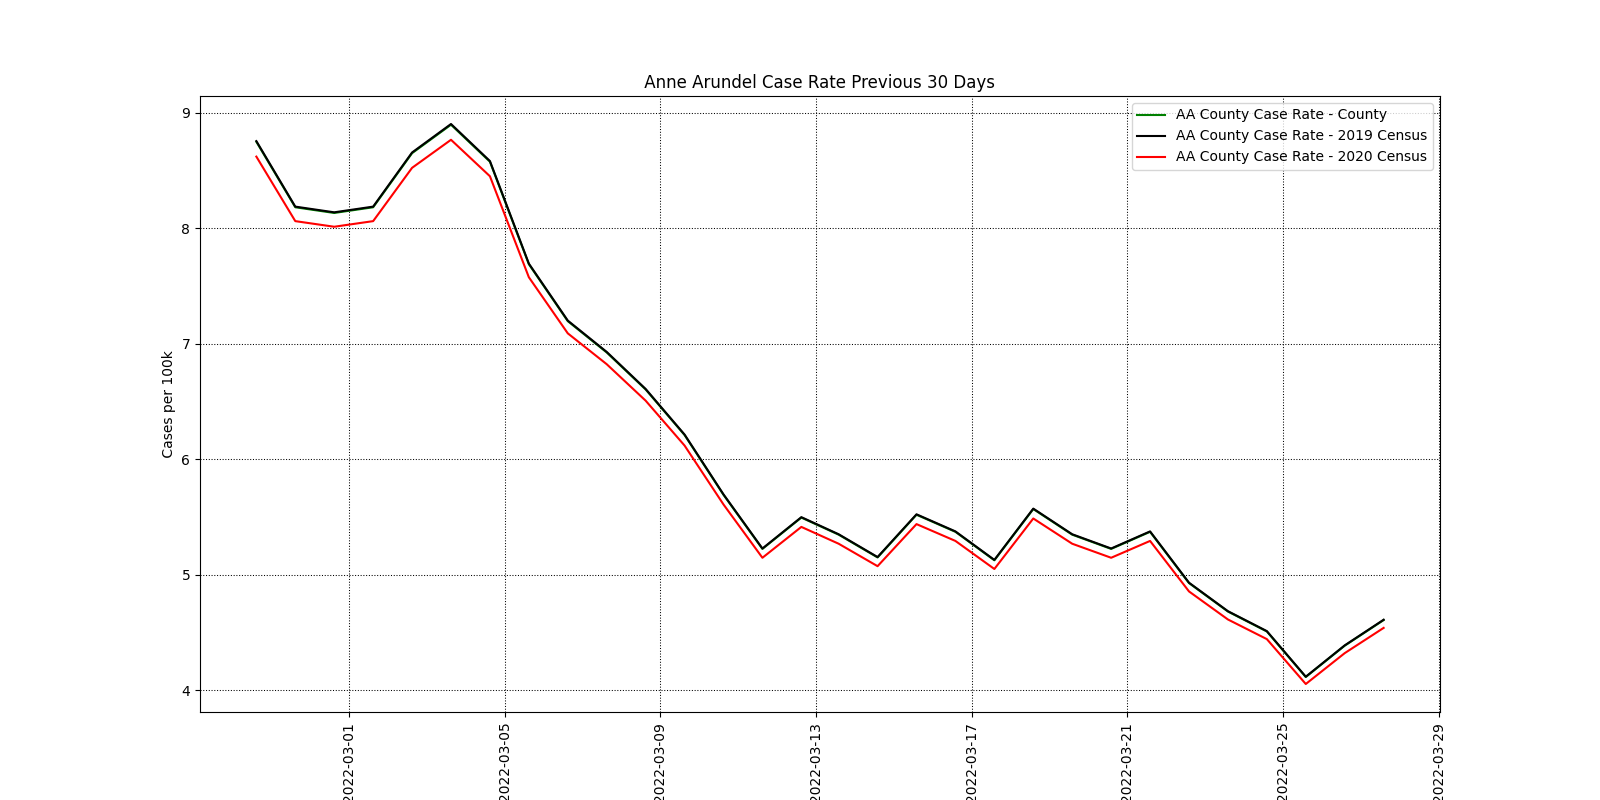 Anne Arundel Case Rate Previous 30 Days
AA County Case Rate - County
AA County Case Rate - 2019 Census
AA County Case Rate - 2020 Census
Cases per 100k
9
8
7
6
5
4
2022-03-01
2022-03-05
2022-03-09
2022-03-13
2022-03-17
2022-03-21
2022-03-25
2022-03-29